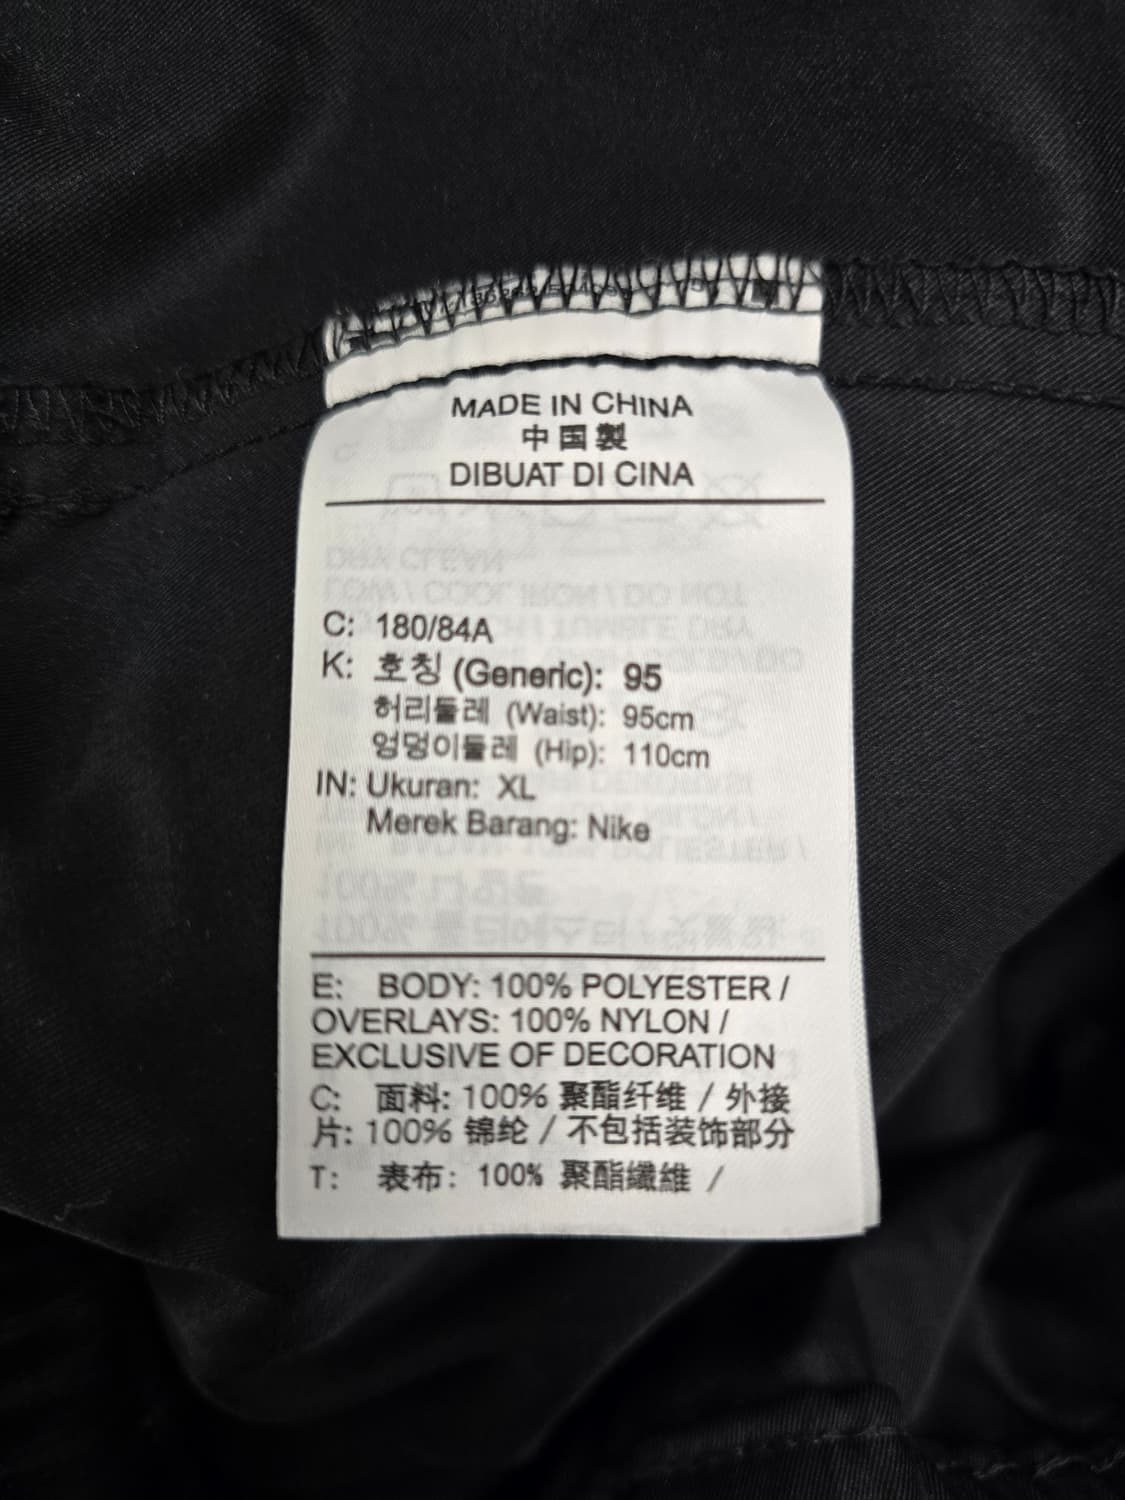 MADE IN CHINA
中国製
DIBUAT DI CINA
C: 180/84A
K: 호칭 (Generic): 95
허리둘레 (Waist): 95cm
엉덩이둘레 (Hip): 110cm
IN: Ukuran: XL
Merek Barang: Nike
E: BODY: 100% POLYESTER /
OVERLAYS: 100% NYLON /
EXCLUSIVE OF DECORATION
C: 面料: 100% 聚酯纤维 / 外接
片: 100% 锦纶 / 不包括装饰部分
T: 表布: 100% 聚酯纖維 /